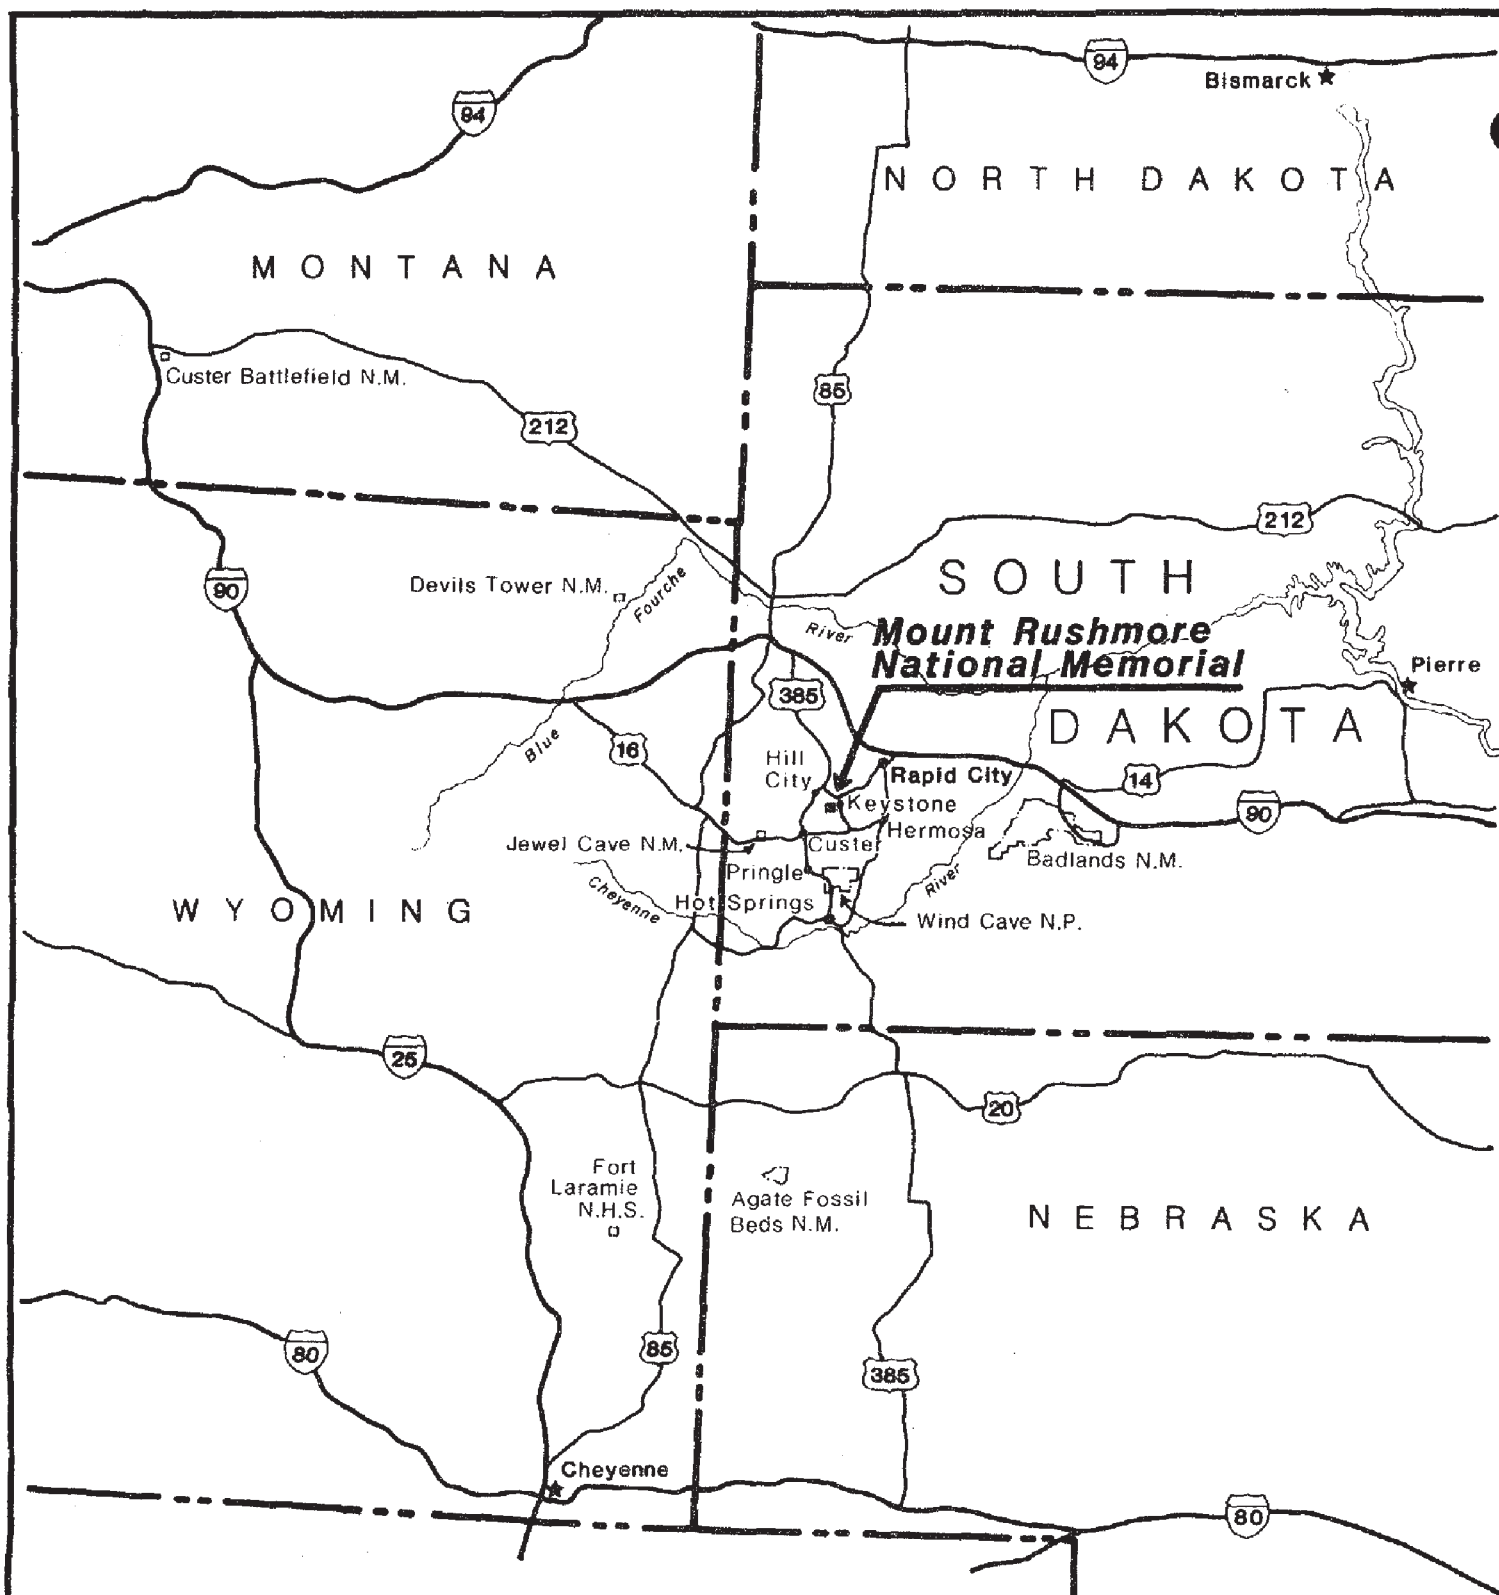 94
Bismarck
94
NORTH DAKOTA
MONTANA
Custer Battlefield N.M.
85
212
212
90
Devils Tower N.M.
Fourche
SOUTH
River
Mount Rushmore
National Memorial
Pierre
385
DAKOTA
Blue
16
Hill
City
Rapid City
14
Keystone
90
Hermosa
Jewel Cave N.M.
Custer
Badlands N.M.
Pringle
River
Cheyenne
Hot Springs
WYOMING
Wind Cave N.P.
25
20
Fort
Laramie
N.H.S.
Agate Fossil
Beds N.M.
NEBRASKA
80
85
385
Cheyenne
80